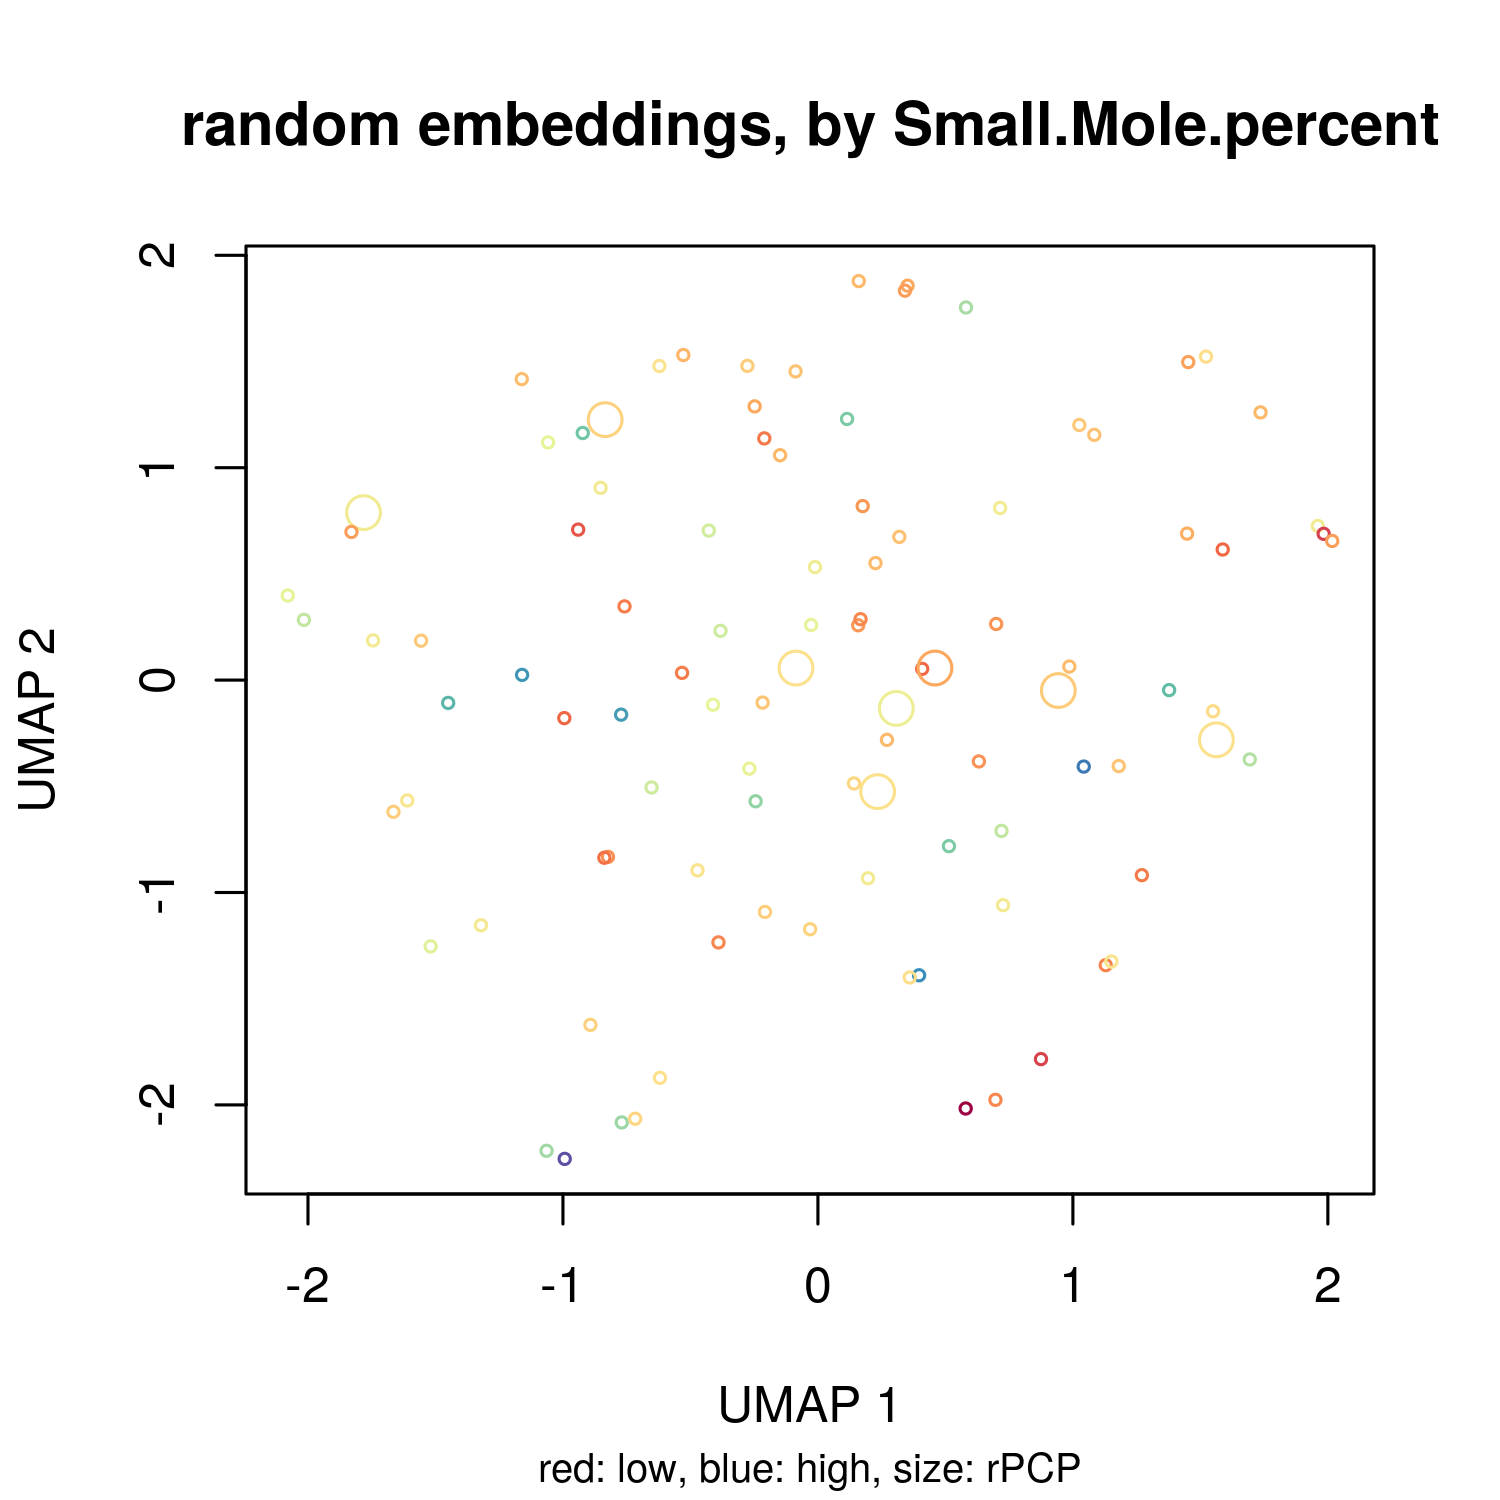 random embeddings, by Small.Mole.percent
2
1
0
-1
-2
UMAP 2
-2 -1 0 1 2
UMAP 1
red: low, blue: high, size: rPCP